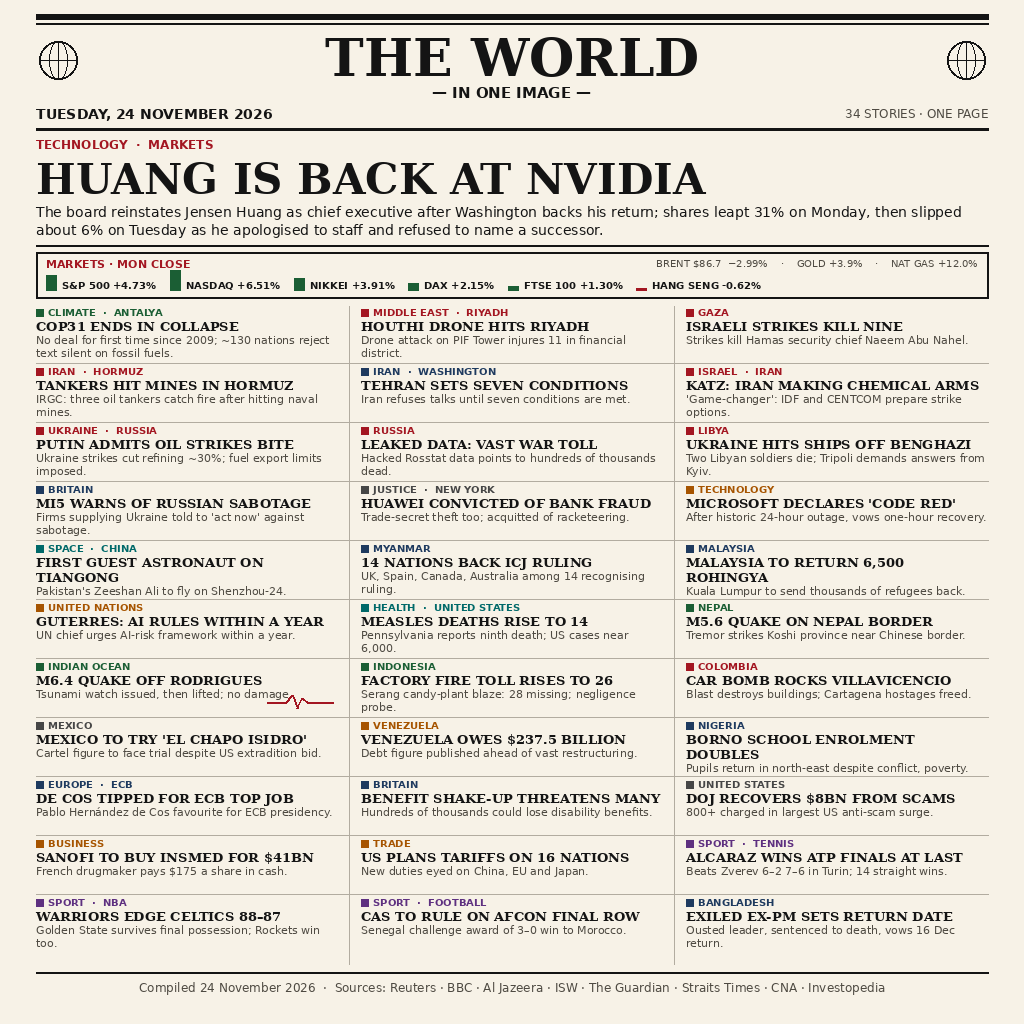 THE WORLD
— IN ONE IMAGE —
TUESDAY, 24 NOVEMBER 2026
34 STORIES · ONE PAGE
TECHNOLOGY · MARKETS
HUANG IS BACK AT NVIDIA
The board reinstates Jensen Huang as chief executive after Washington backs his return; shares leapt 31% on Monday, then slipped
about 6% on Tuesday as he apologised to staff and refused to name a successor.
MARKETS · MON CLOSE
BRENT $86.7 −2.99% · GOLD +3.9% · NAT GAS +12.0%
S&P 500 +4.73% NASDAQ +6.51% NIKKEI +3.91% DAX +2.15% FTSE 100 +1.30% HANG SENG -0.62%
CLIMATE · ANTALYA
COP31 ENDS IN COLLAPSE
No deal for first time since 2009; ~130 nations reject
text silent on fossil fuels.
MIDDLE EAST · RIYADH
HOUTHI DRONE HITS RIYADH
Drone attack on PIF Tower injures 11 in financial
district.
GAZA
ISRAELI STRIKES KILL NINE
Strikes kill Hamas security chief Naeem Abu Nahel.
IRAN · HORMUZ
TANKERS HIT MINES IN HORMUZ
IRGC: three oil tankers catch fire after hitting naval
mines.
IRAN · WASHINGTON
TEHRAN SETS SEVEN CONDITIONS
Iran refuses talks until seven conditions are met.
ISRAEL · IRAN
KATZ: IRAN MAKING CHEMICAL ARMS
'Game-changer': IDF and CENTCOM prepare strike
options.
UKRAINE · RUSSIA
PUTIN ADMITS OIL STRIKES BITE
Ukraine strikes cut refining ~30%; fuel export limits
imposed.
RUSSIA
LEAKED DATA: VAST WAR TOLL
Hacked Rosstat data points to hundreds of thousands
dead.
LIBYA
UKRAINE HITS SHIPS OFF BENGHAZI
Two Libyan soldiers die; Tripoli demands answers from
Kyiv.
BRITAIN
MI5 WARNS OF RUSSIAN SABOTAGE
Firms supplying Ukraine told to 'act now' against
sabotage.
JUSTICE · NEW YORK
HUAWEI CONVICTED OF BANK FRAUD
Trade-secret theft too; acquitted of racketeering.
TECHNOLOGY
MICROSOFT DECLARES 'CODE RED'
After historic 24-hour outage, vows one-hour recovery.
SPACE · CHINA
FIRST GUEST ASTRONAUT ON
TIANGONG
Pakistan's Zeeshan Ali to fly on Shenzhou-24.
MYANMAR
14 NATIONS BACK ICJ RULING
UK, Spain, Canada, Australia among 14 recognising
ruling.
MALAYSIA
MALAYSIA TO RETURN 6,500
ROHINGYA
Kuala Lumpur to send thousands of refugees back.
UNITED NATIONS
GUTERRES: AI RULES WITHIN A YEAR
UN chief urges AI-risk framework within a year.
HEALTH · UNITED STATES
MEASLES DEATHS RISE TO 14
Pennsylvania reports ninth death; US cases near
6,000.
NEPAL
M5.6 QUAKE ON NEPAL BORDER
Tremor strikes Koshi province near Chinese border.
INDIAN OCEAN
M6.4 QUAKE OFF RODRIGUES
Tsunami watch issued, then lifted; no damage.
INDONESIA
FACTORY FIRE TOLL RISES TO 26
Serang candy-plant blaze: 28 missing; negligence
probe.
COLOMBIA
CAR BOMB ROCKS VILLAVICENCIO
Blast destroys buildings; Cartagena hostages freed.
MEXICO
MEXICO TO TRY 'EL CHAPO ISIDRO'
Cartel figure to face trial despite US extradition bid.
VENEZUELA
VENEZUELA OWES $237.5 BILLION
Debt figure published ahead of vast restructuring.
NIGERIA
BORNO SCHOOL ENROLMENT
DOUBLES
Pupils return in north-east despite conflict, poverty.
EUROPE · ECB
DE COS TIPPED FOR ECB TOP JOB
Pablo Hernández de Cos favourite for ECB presidency.
BRITAIN
BENEFIT SHAKE-UP THREATENS MANY
Hundreds of thousands could lose disability benefits.
UNITED STATES
DOJ RECOVERS $8BN FROM SCAMS
800+ charged in largest US anti-scam surge.
BUSINESS
SANOFI TO BUY INSMED FOR $41BN
French drugmaker pays $175 a share in cash.
TRADE
US PLANS TARIFFS ON 16 NATIONS
New duties eyed on China, EU and Japan.
SPORT · TENNIS
ALCARAZ WINS ATP FINALS AT LAST
Beats Zverev 6–2 7–6 in Turin; 14 straight wins.
SPORT · NBA
WARRIORS EDGE CELTICS 88–87
Golden State survives final possession; Rockets win
too.
SPORT · FOOTBALL
CAS TO RULE ON AFCON FINAL ROW
Senegal challenge award of 3–0 win to Morocco.
BANGLADESH
EXILED EX-PM SETS RETURN DATE
Ousted leader, sentenced to death, vows 16 Dec
return.
Compiled 24 November 2026 · Sources: Reuters · BBC · Al Jazeera · ISW · The Guardian · Straits Times · CNA · Investopedia